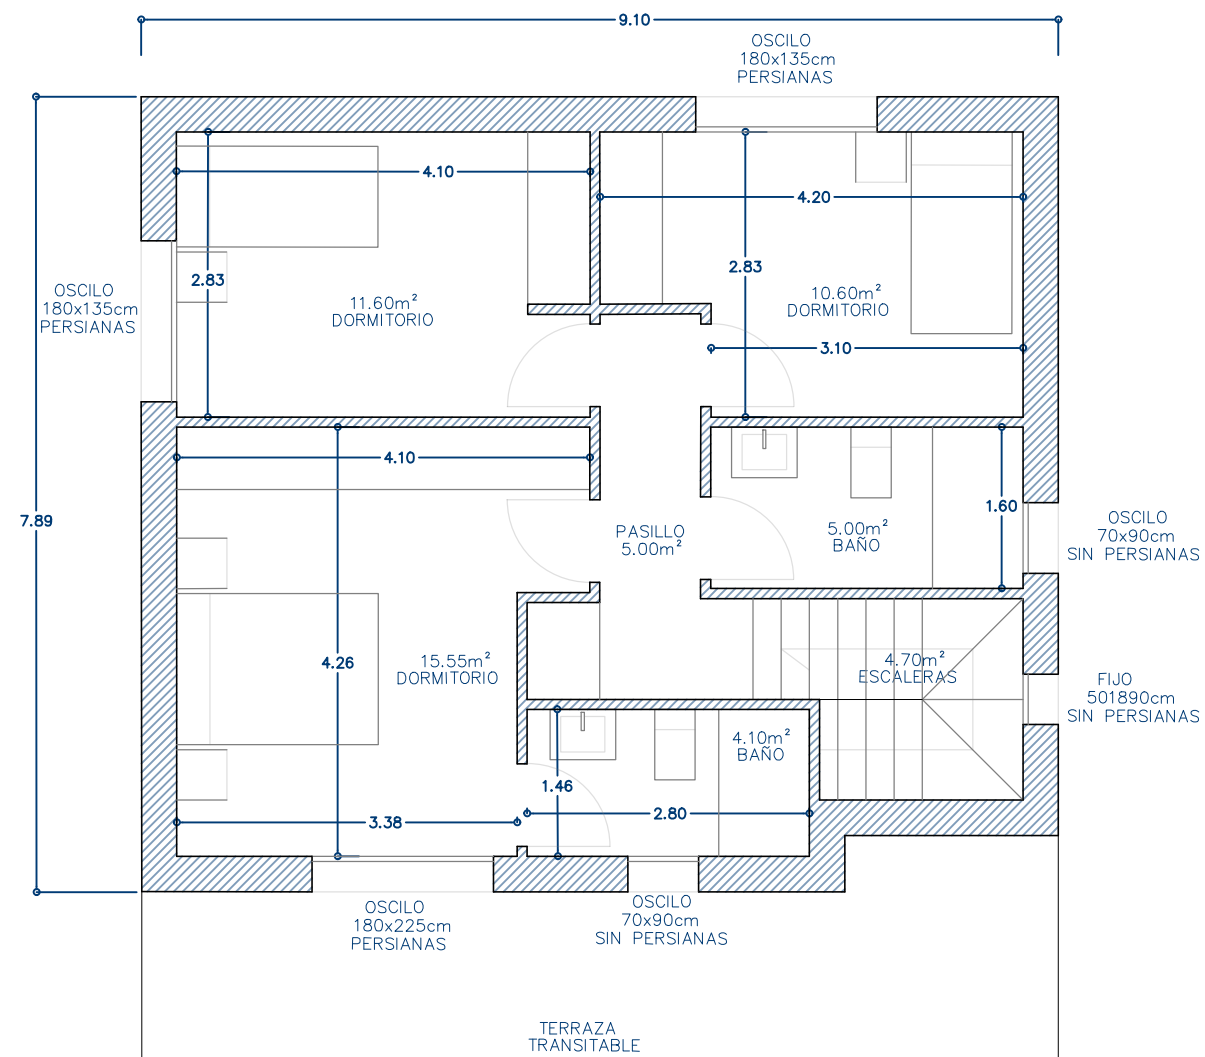 9.10
OSCILO
180x135cm
PERSIANAS
4.10
4.20
2.83
2.83
OSCILO
180x135cm
PERSIANAS
11.60m²
DORMITORIO
10.60m²
DORMITORIO
3.10
4.10
7.89
1.60
PASILLO
5.00m²
5.00m²
BAÑO
OSCILO
70x90cm
SIN PERSIANAS
4.26
15.55m²
DORMITORIO
4.70m²
ESCALERAS
FIJO
501890cm
SIN PERSIANAS
4.10m²
BAÑO
1.46
3.38
2.80
OSCILO
180x225cm
PERSIANAS
OSCILO
70x90cm
SIN PERSIANAS
TERRAZA
TRANSITABLE